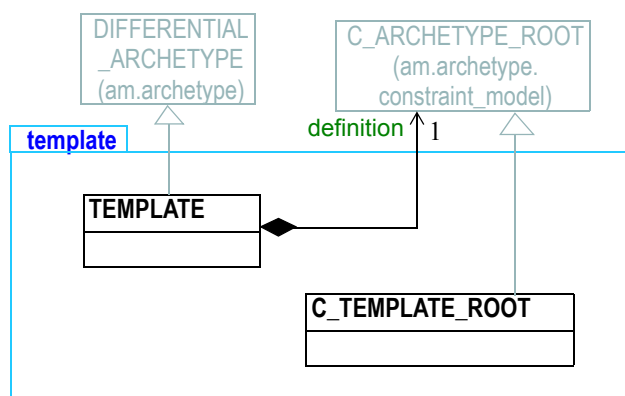 DIFFERENTIAL
_ARCHETYPE
(am.archetype)
C_ARCHETYPE_ROOT
(am.archetype.
constraint_model)
template
definition
1
TEMPLATE
C_TEMPLATE_ROOT